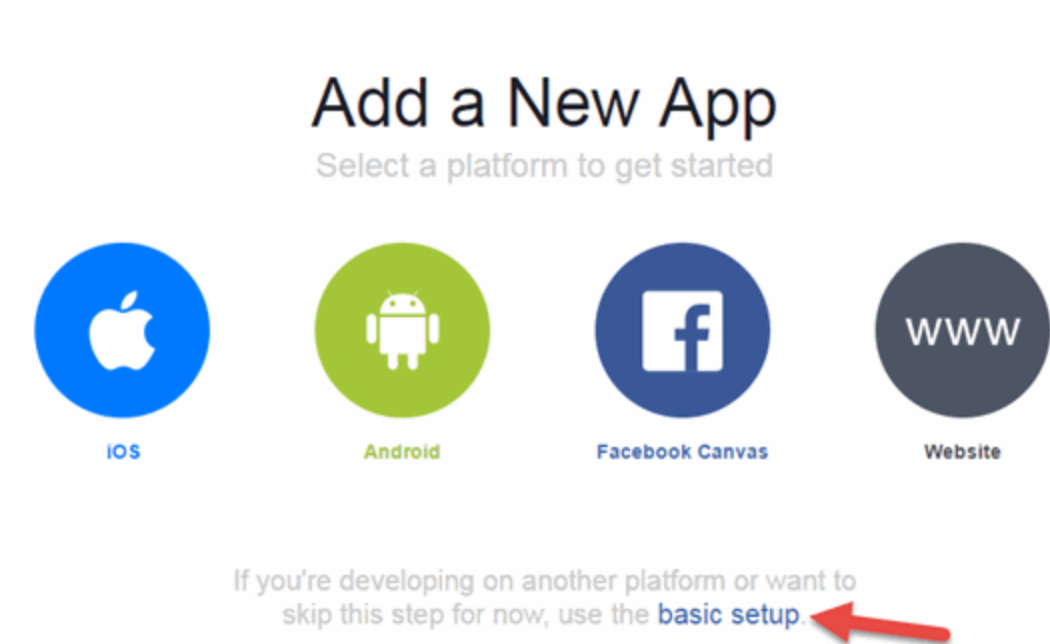 Add a New App
Select a platform to get started
www
iOS
Android
Facebook Canvas
Website
If you're developing on another platform or want to
skip this step for now, use the basic setup.